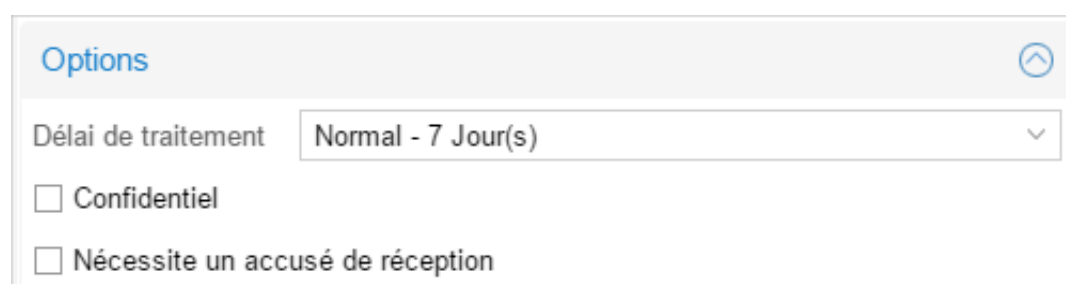 Options
Délai de traitement Normal - 7 Jour(s)
Confidentiel
Nécessite un accusé de réception